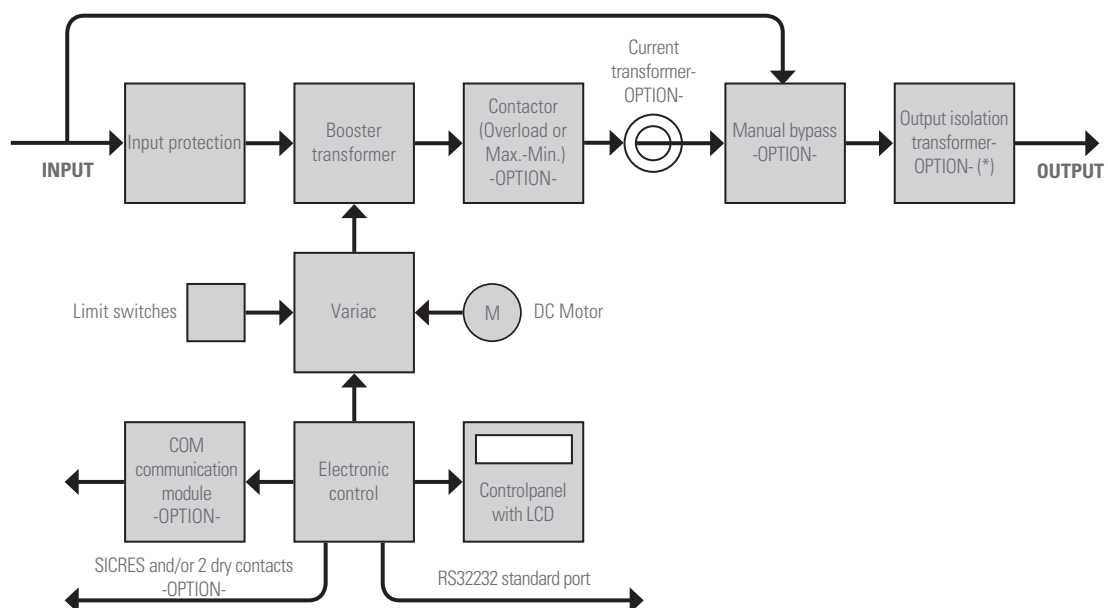 Current
transformer-
OPTION-
INPUT
Input protection
Booster
transformer
Contactor
(Overload or
Max.-Min.)
-OPTION-
Manual bypass
-OPTION-
Output isolation
transformer-
OPTION- (*)
OUTPUT
Limit switches
Variac
M
DC Motor
COM
communication
module
-OPTION-
Electronic
control
Controlpanel
with LCD
SICRES and/or 2 dry contacts
-OPTION-
RS32232 standard port